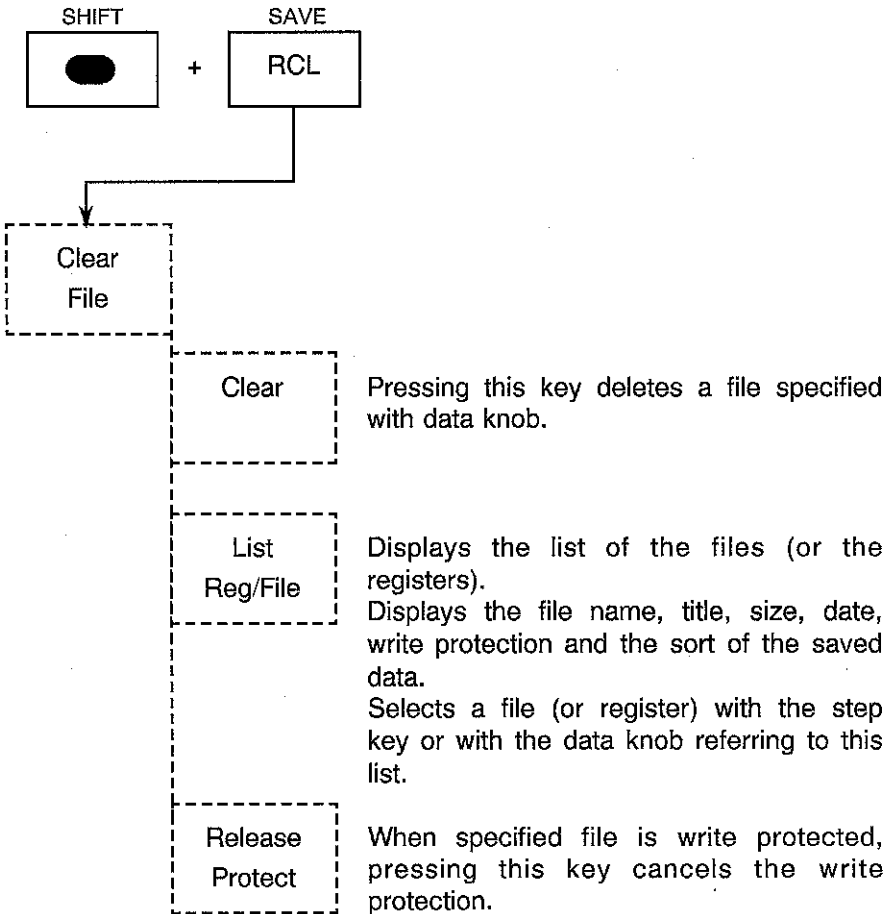 SHIFT SAVE
+ RCL
Clear
File
Clear
Pressing this key deletes a file specified
with data knob.
List
Reg/File
Displays the list of the files (or the
registers).
Displays the file name, title, size, date,
write protection and the sort of the saved
data.
Selects a file (or register) with the step
key or with the data knob referring to this
list.
Release
Protect
When specified file is write protected,
pressing this key cancels the write
protection.